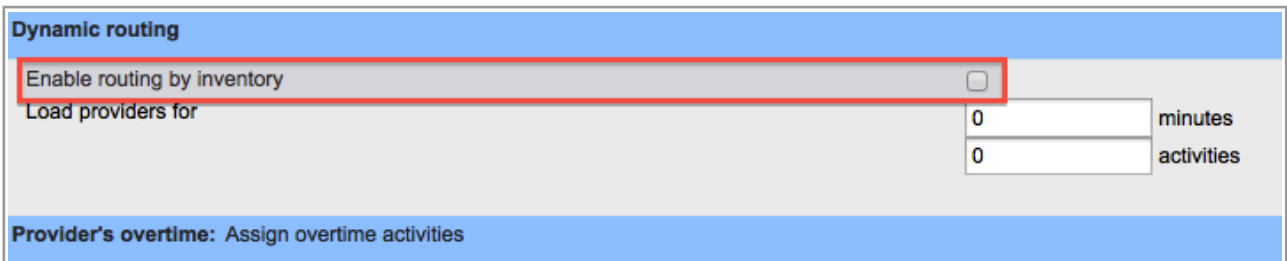 Dynamic routing
Enable routing by inventory
Load providers for 0 minutes
0 activities
Provider's overtime: Assign overtime activities